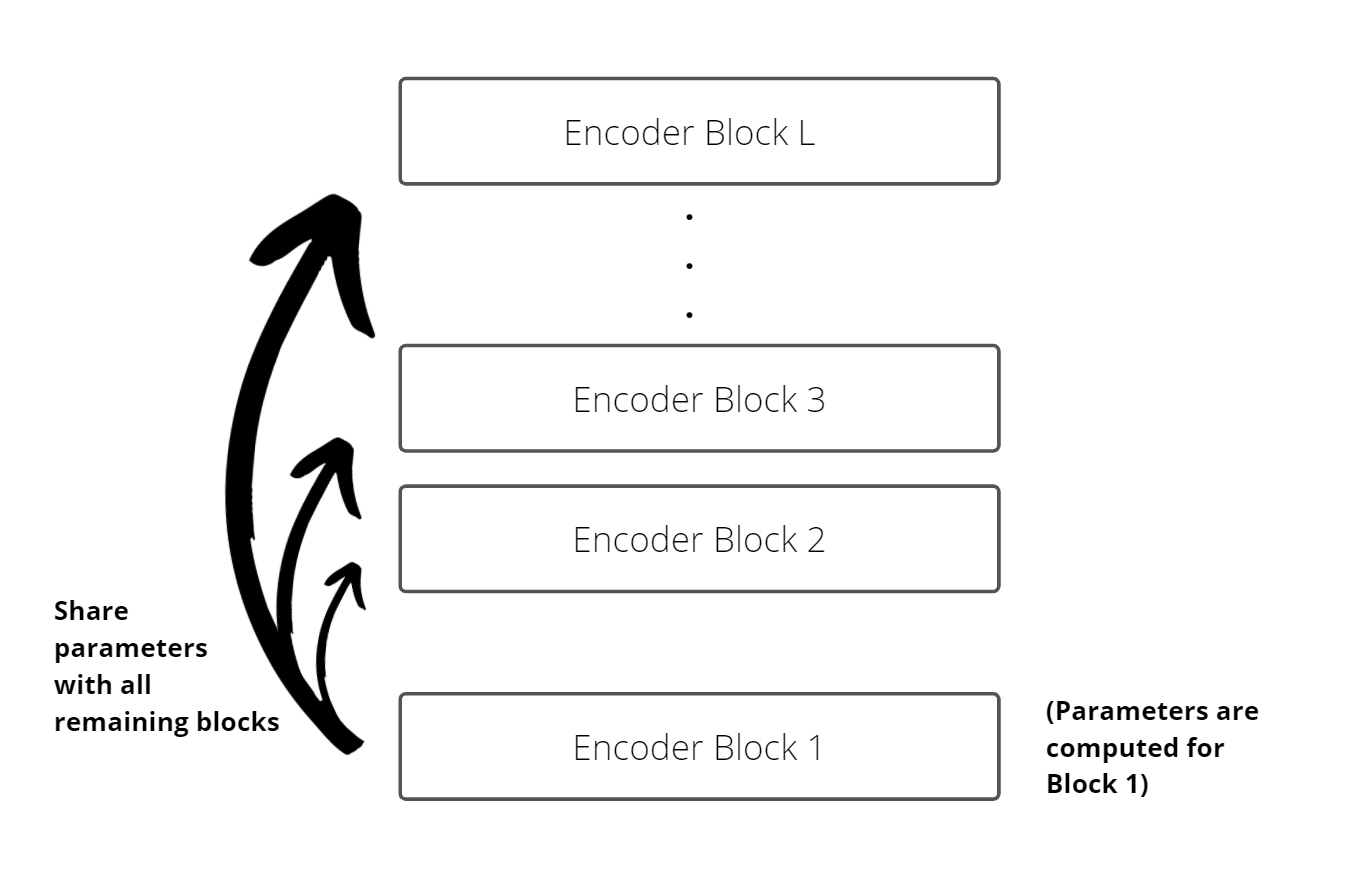 Encoder Block L
.
.
.
Encoder Block 3
Encoder Block 2
Share
parameters
with all
remaining blocks
Encoder Block 1
(Parameters are
computed for
Block 1)